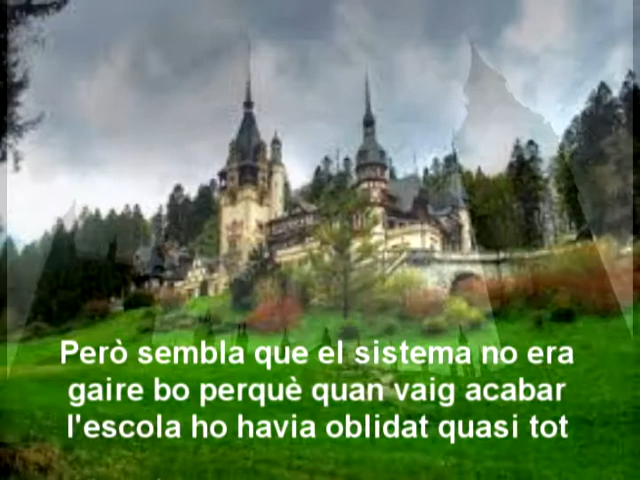 Però sembla que el sistema no era
gaire bo perquè quan vaig acabar
l'escola ho havia oblidat quasi tot